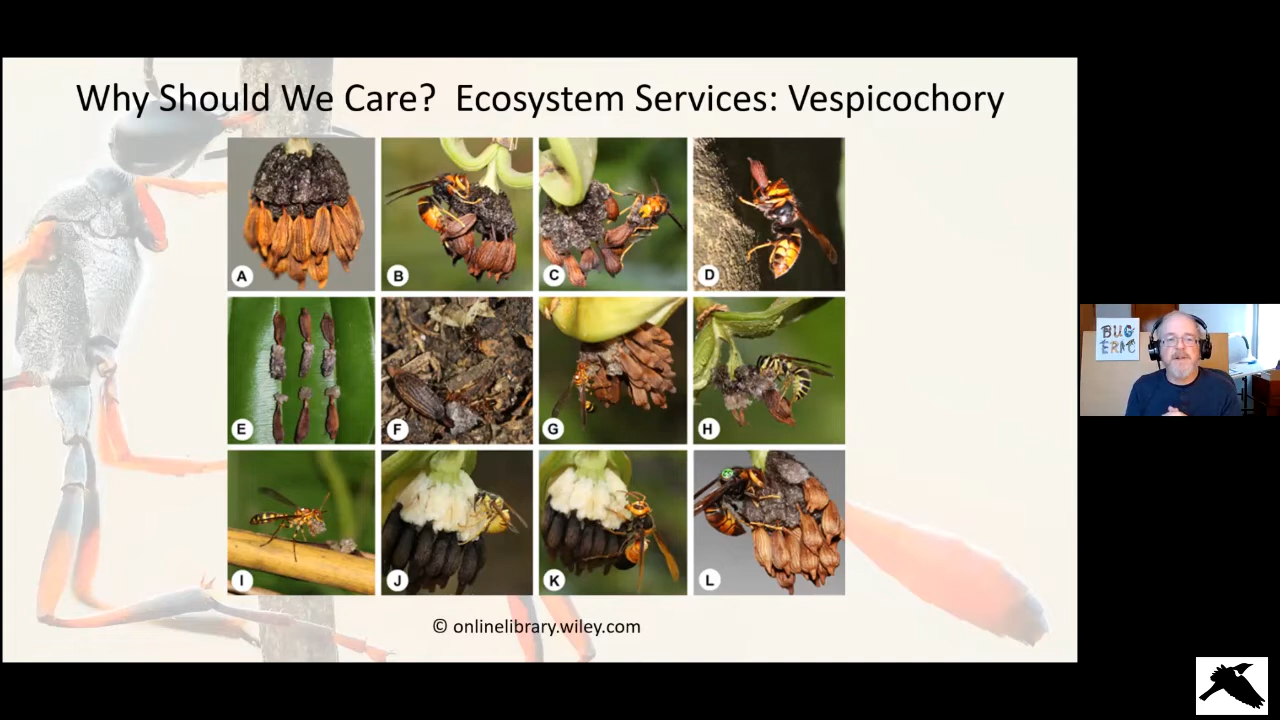 Why Should We Care? Ecosystem Services: Vespicochory
A
B
C
D
E
F
G
H
I
J
K
L
© onlinelibrary.wiley.com
BUG
ERIC